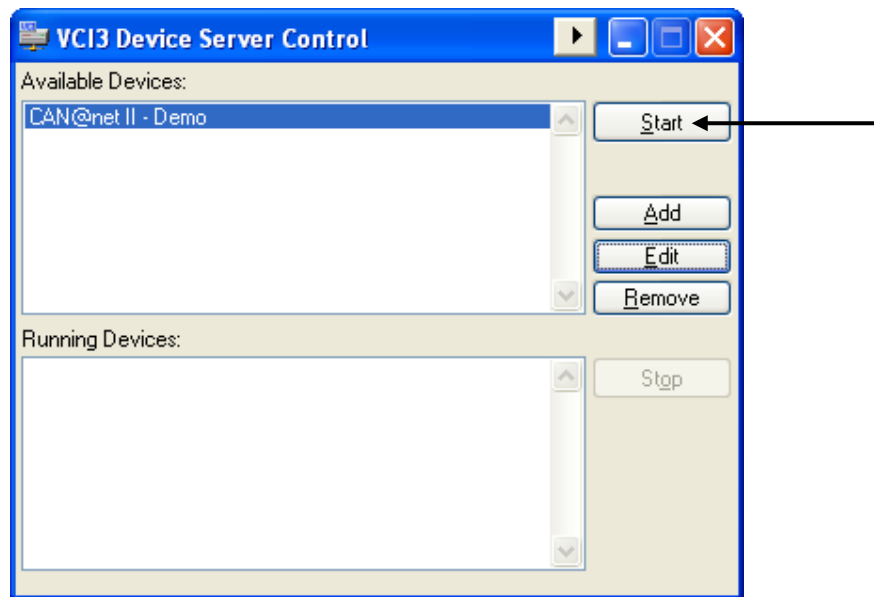 VCI3 Device Server Control
Available Devices:
CAN@net II - Demo
Start
Add
Edit
Remove
Running Devices:
Stop